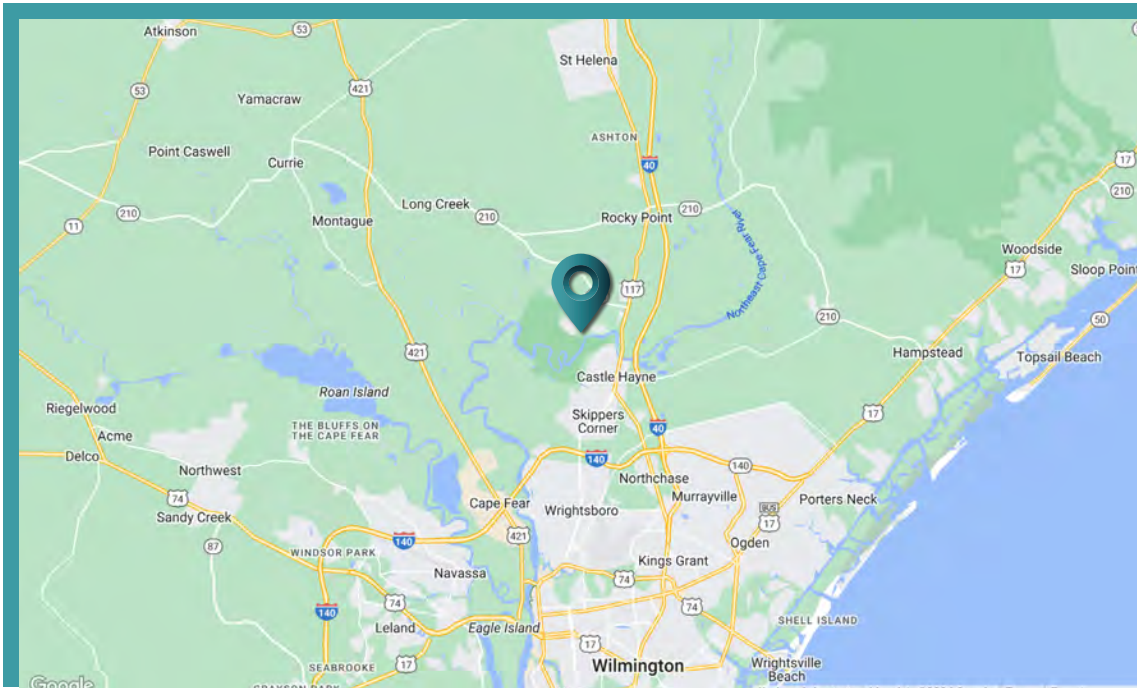 Atkinson
53
St Helena
421
53
Yamacraw
ASHTON
Point Caswell
Currie
40
17
210
Long Creek
210
210
11
Montague
210
Rocky Point
210
Woodside
17
Sloop Point
117
Northeast Cape Fear River
210
50
421
Hampstead
Topsail Beach
Castle Hayne
Roan Island
Riegelwood
Skippers
Corner
17
THE BLUFFS ON
THE CAPE FEAR
40
Acme
Delco
140
140
Northwest
Northchase
74
Cape Fear
Murrayville
Porters Neck
Sandy Creek
Wrightsboro
BUS
17
421
87
140
Ogden
WINDSOR PARK
Kings Grant
Navassa
74
74
74
140
Leland
Eagle Island
SHELL ISLAND
17
17
SEABROOKE
Wilmington
Wrightsville
Beach
Google